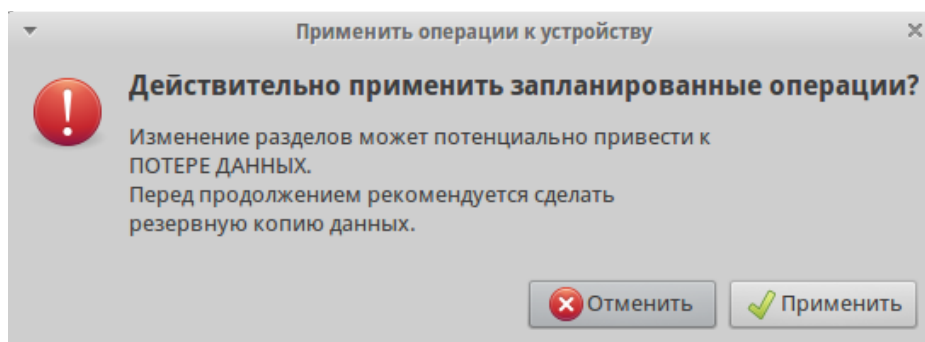 Применить операции к устройству
Действительно применить запланированные операции?
Изменение разделов может потенциально привести к
ПОТЕРЕ ДАННЫХ.
Перед продолжением рекомендуется сделать
резервную копию данных.
Отменить
Применить